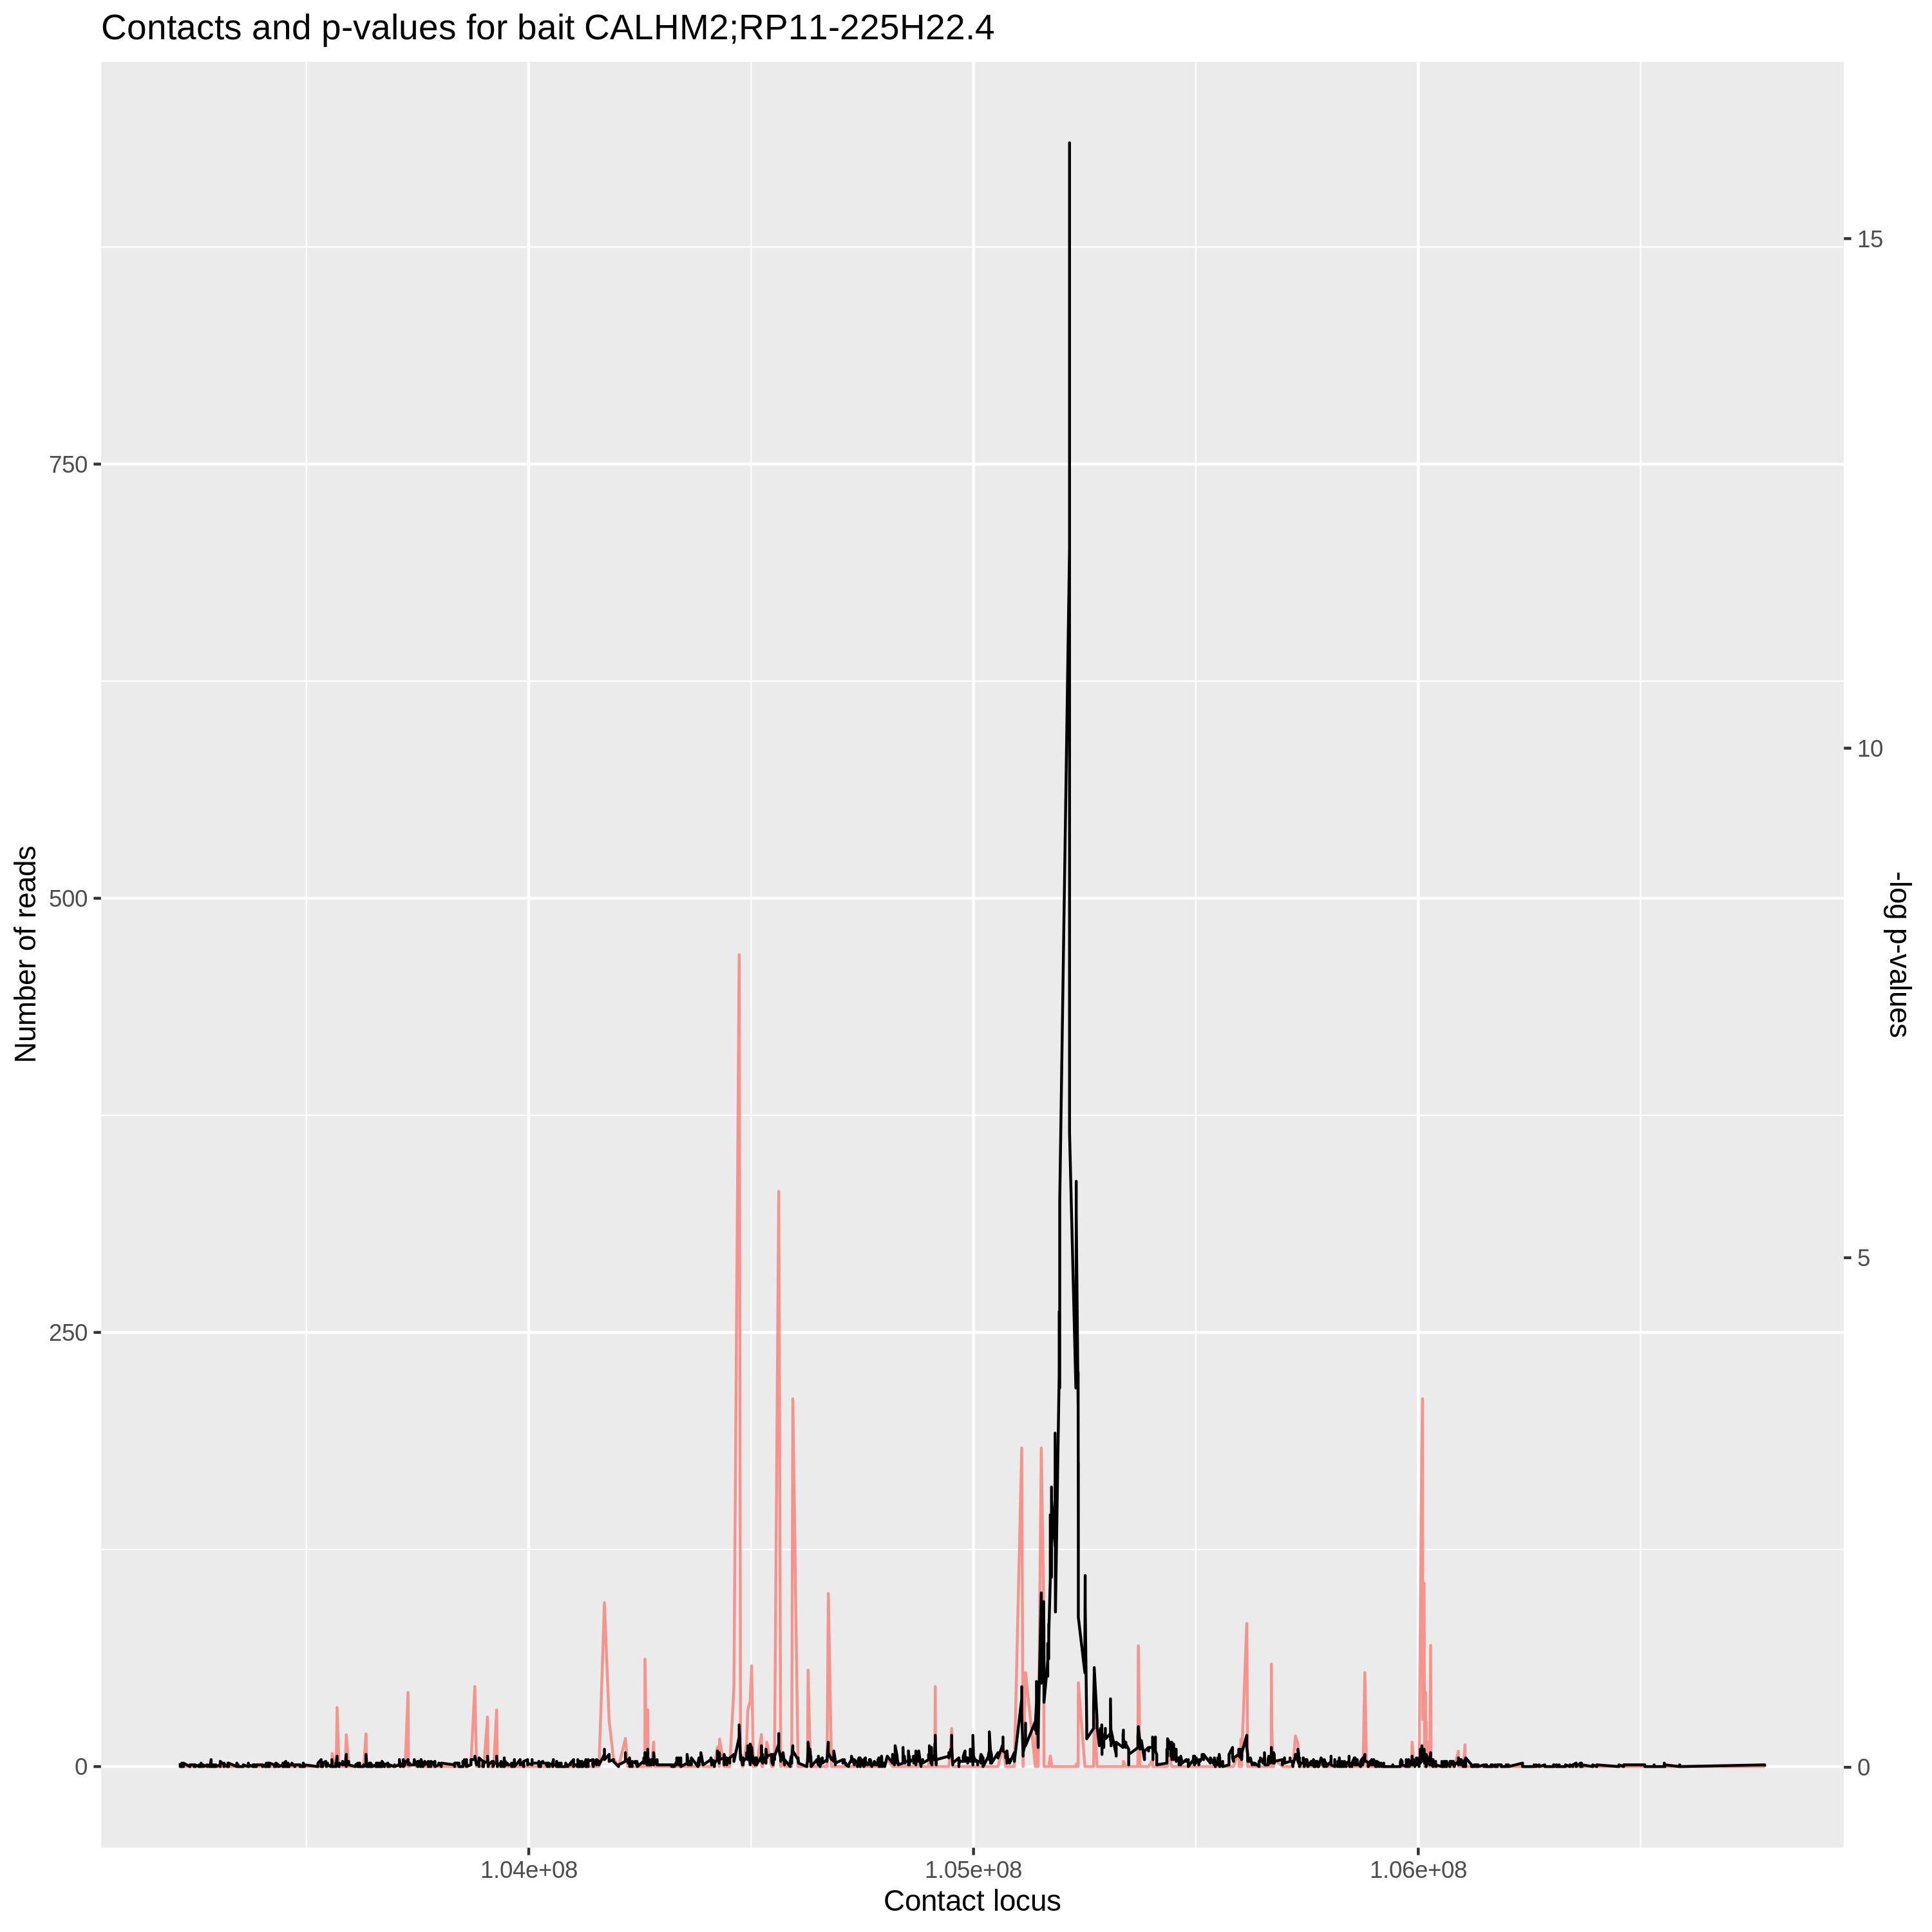 Contacts and p-values for bait CALHM2;RP11-225H22.4
Number of reads
750
500
250
0
15
10
5
0
-log p-values
1.04e+08
1.05e+08
1.06e+08
Contact locus